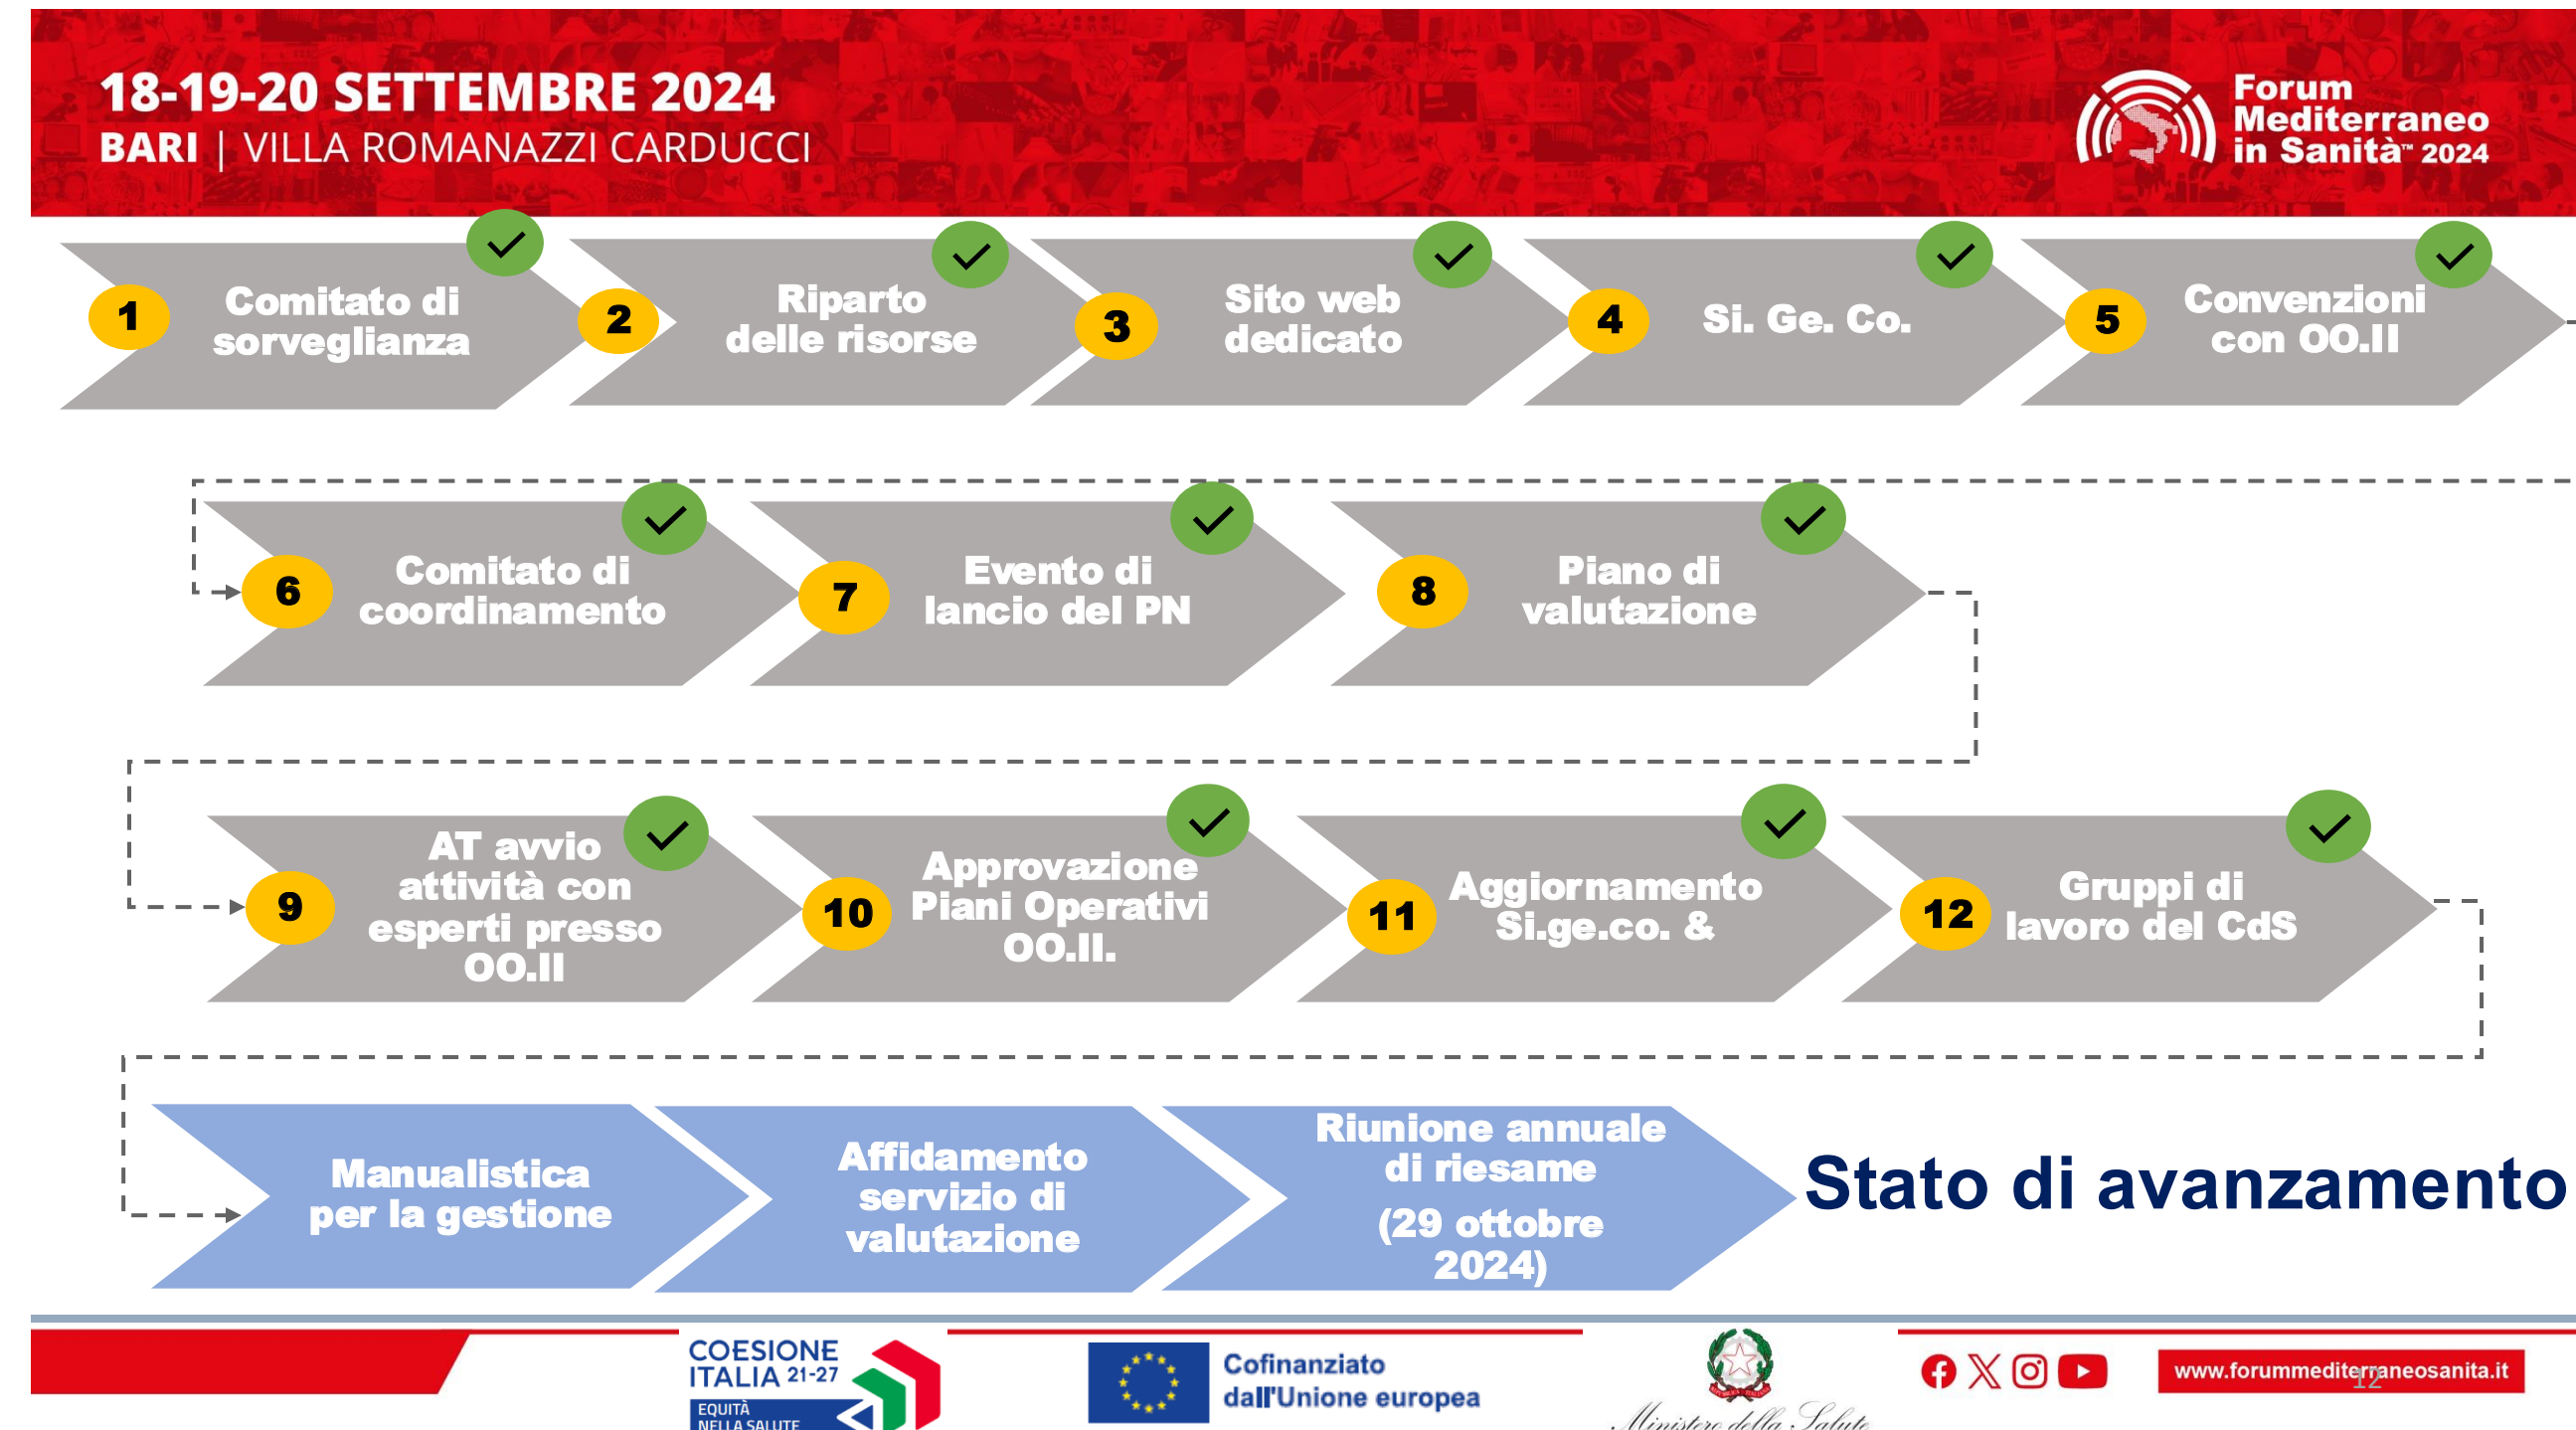 18-19-20 SETTEMBRE 2024
BARI | VILLA ROMANAZZI CARDUCCI
Forum
Mediterraneo
in Sanità™ 2024
1
Comitato di
sorveglianza
2
Riparto
delle risorse
3
Sito web
dedicato
4
Si. Ge. Co.
5
Convenzioni
con OO.II
6
Comitato di
coordinamento
7
Evento di
lancio del PN
8
Piano di
valutazione
9
AT avvio
attività con
esperti presso
OO.II
10
Approvazione
Piani Operativi
OO.II.
11
Aggiornamento
Si.ge.co. &
12
Gruppi di
lavoro del CdS
Manualistica
per la gestione
Affidamento
servizio di
valutazione
Riunione annuale
di riesame
(29 ottobre
2024)
Stato di avanzamento
COESIONE
ITALIA 21-27
EQUITÀ
NELLA SALUTE
Cofinanziato
dall'Unione europea
Ministero della Salute
www.forummediterraneosanita.it
12